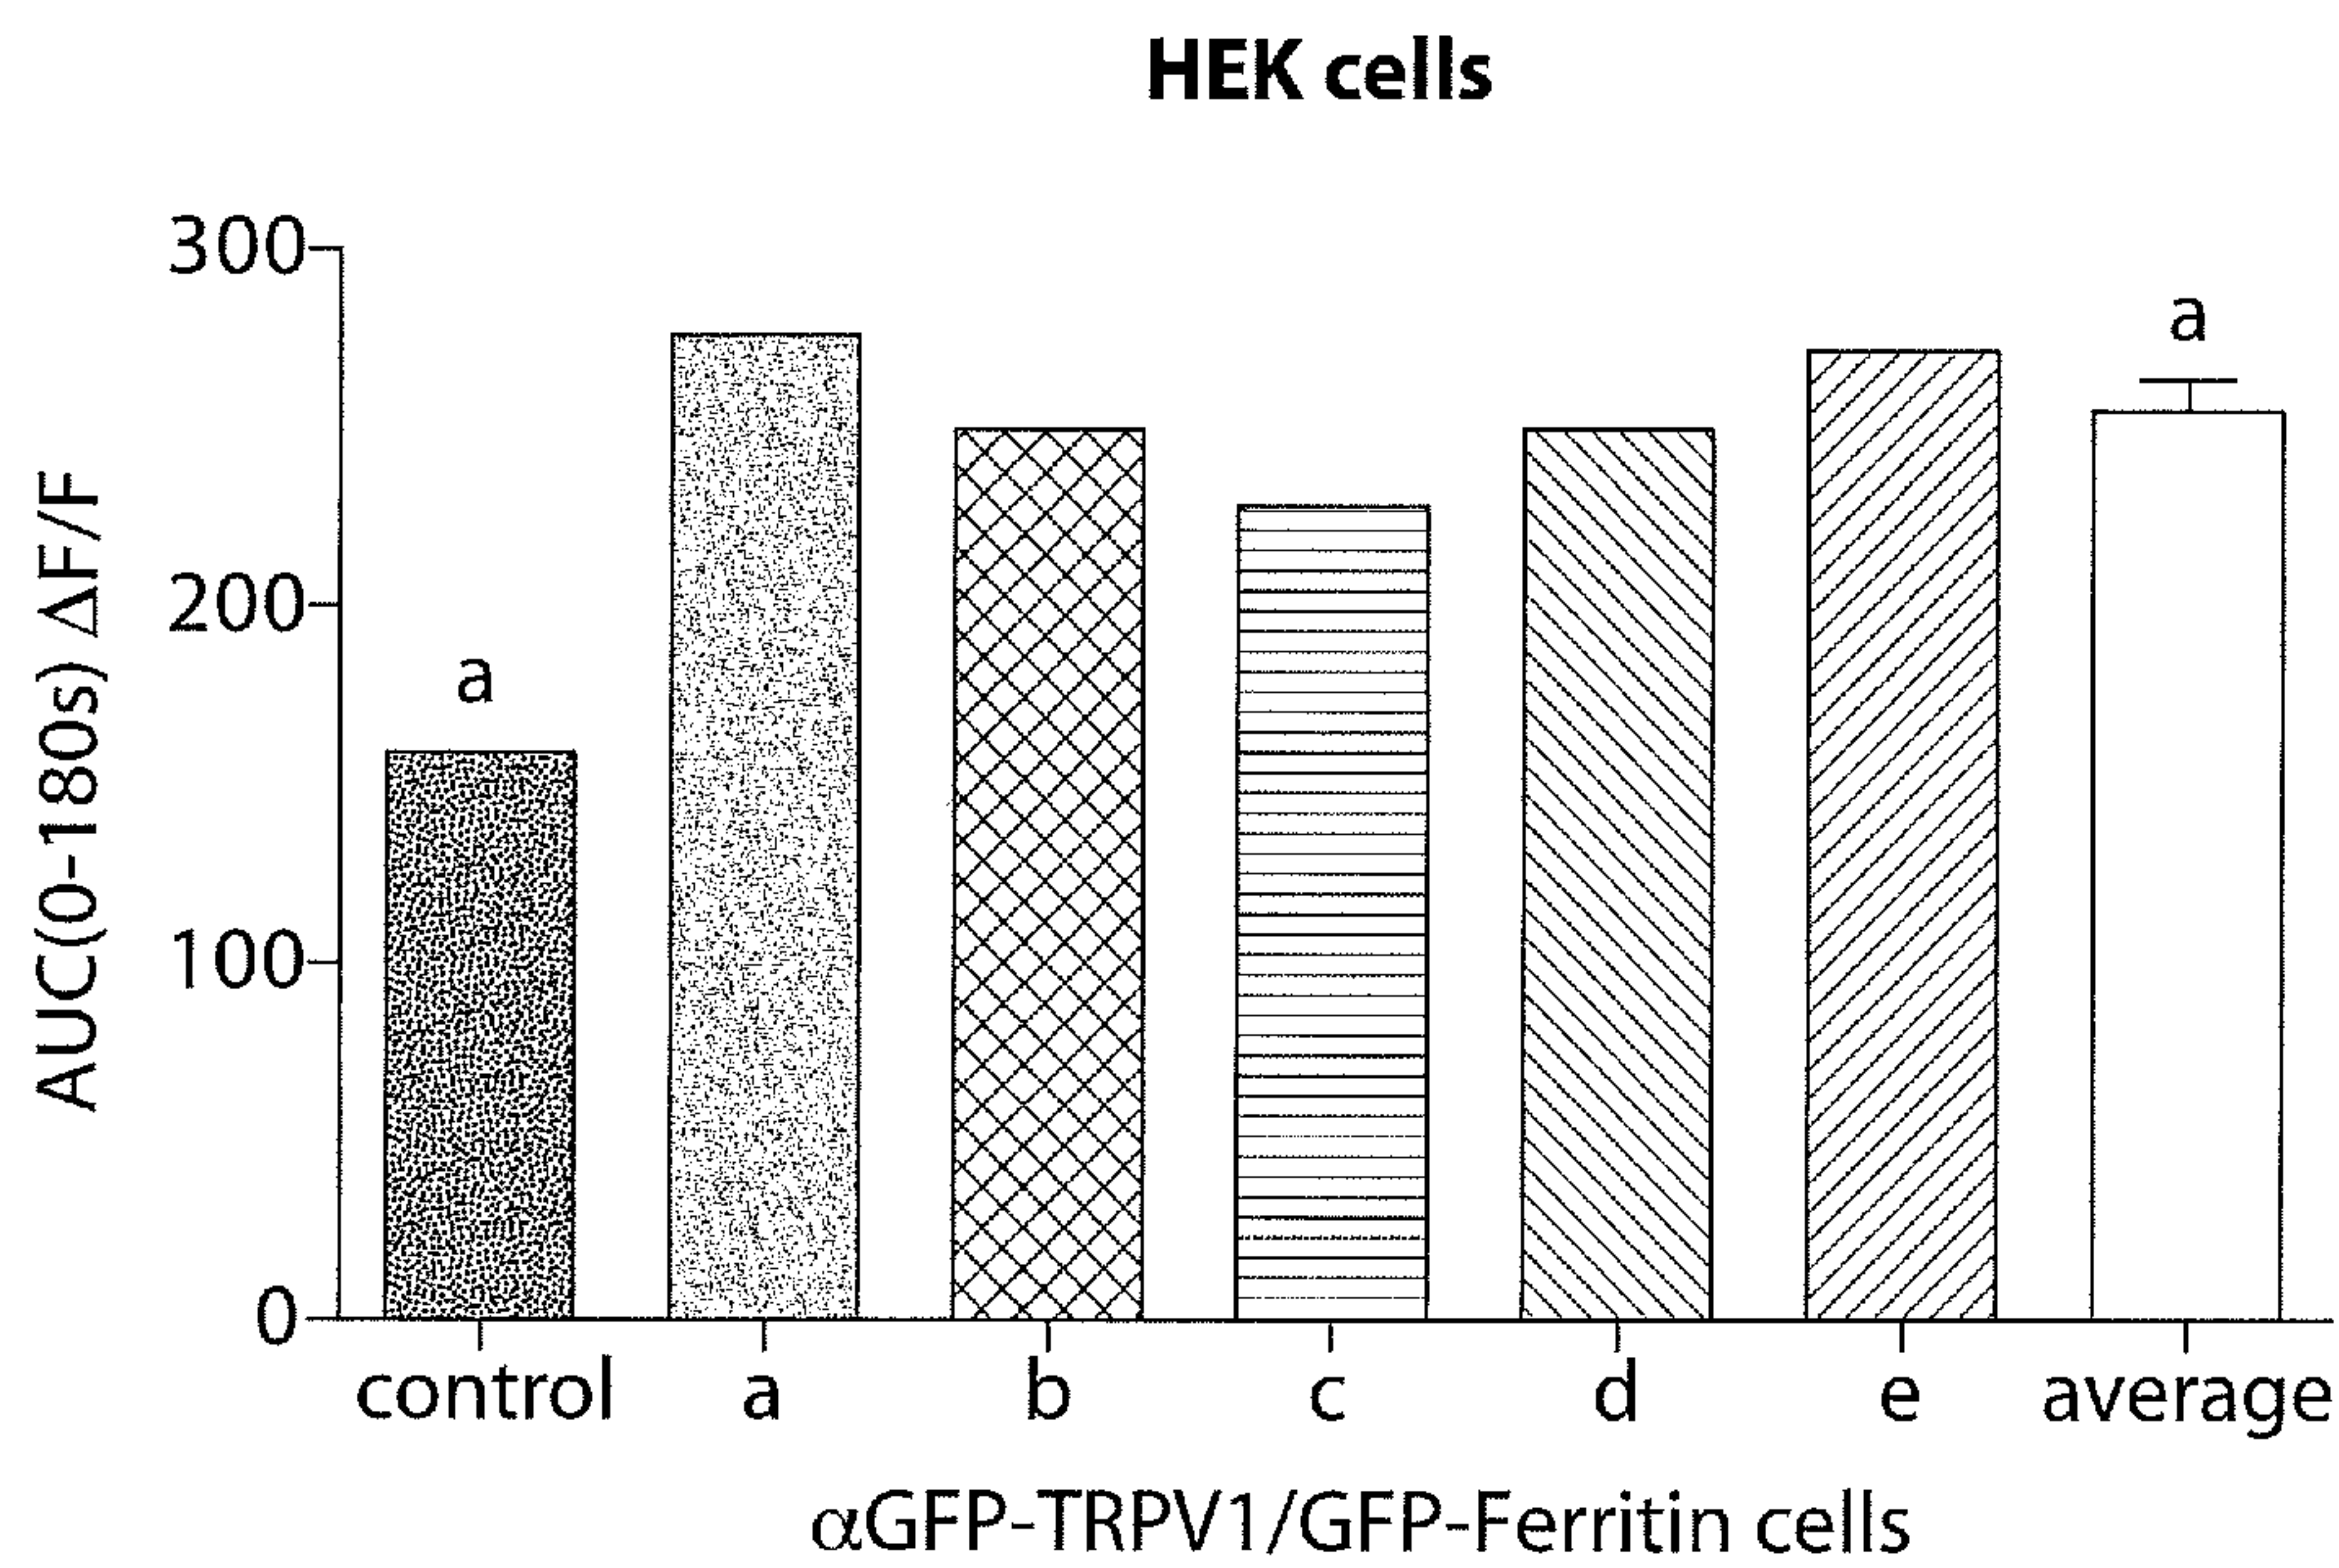 HEK cells
AUC(0-180s) ΔF/F
300
200
100
0
a
a
control a b c d e average
αGFP-TRPV1/GFP-Ferritin cells